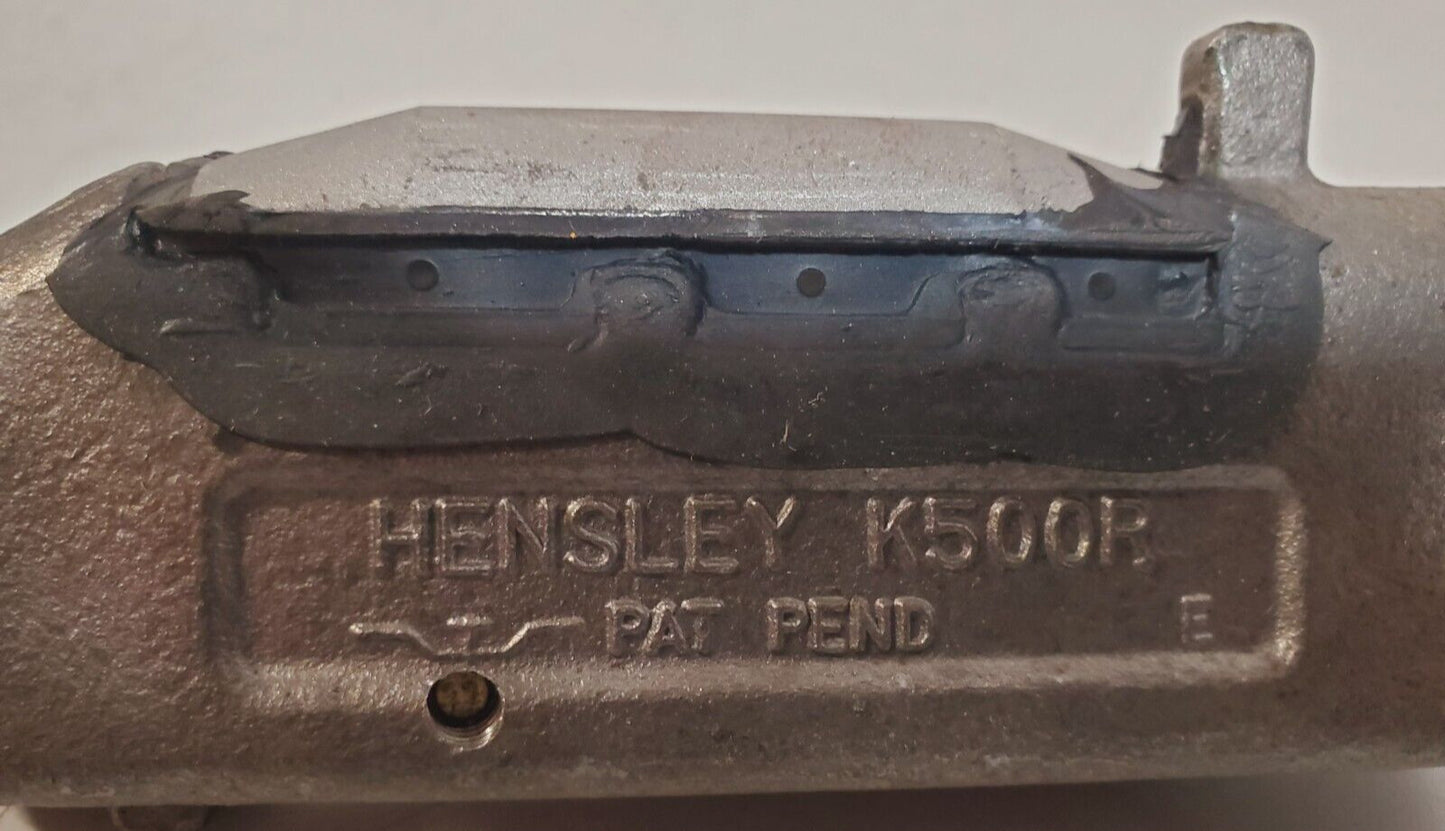 HENSLEY K500R
PAT PEND E